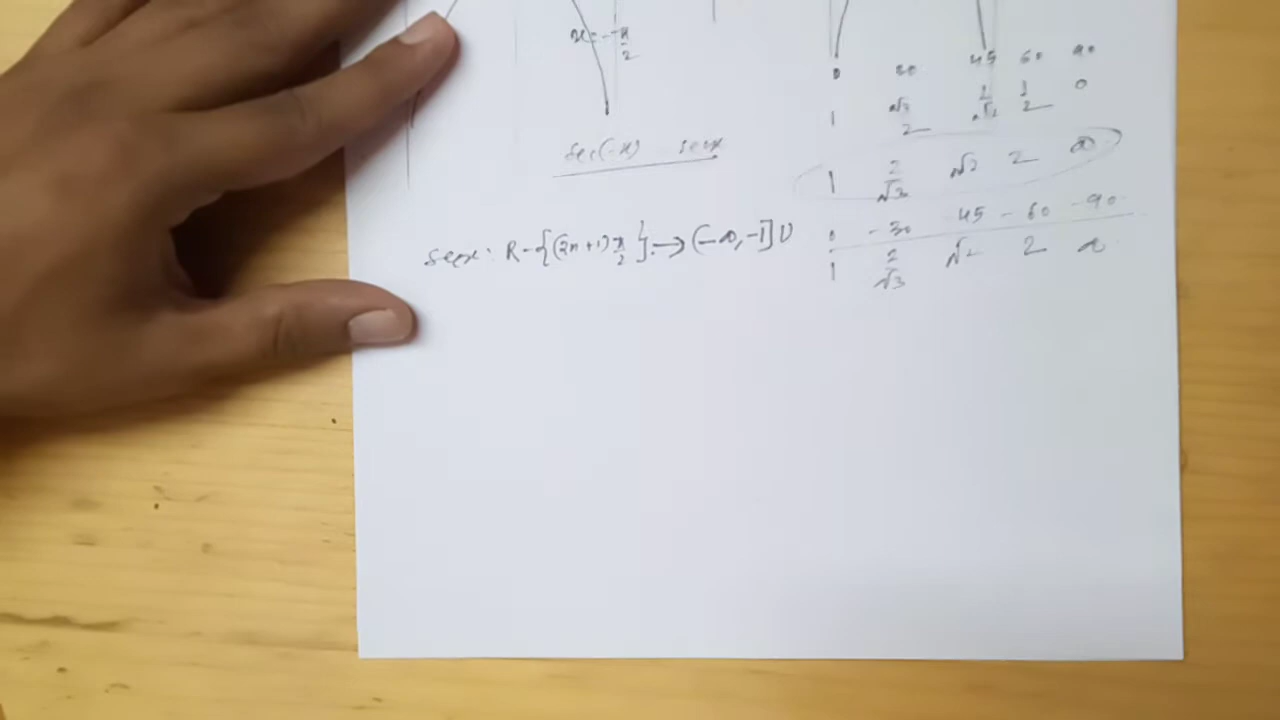 x = -π/2
0 30 45 60 90
1 √3/2 1/√2 1/2 0
sec(-x) secx
1 2/√3 √2 2 ∞
0 -30 45 -60 -90
secx: R-{(2n+1)π/2} → (-∞,-1] U
1 2/√3 √2 2 ∞